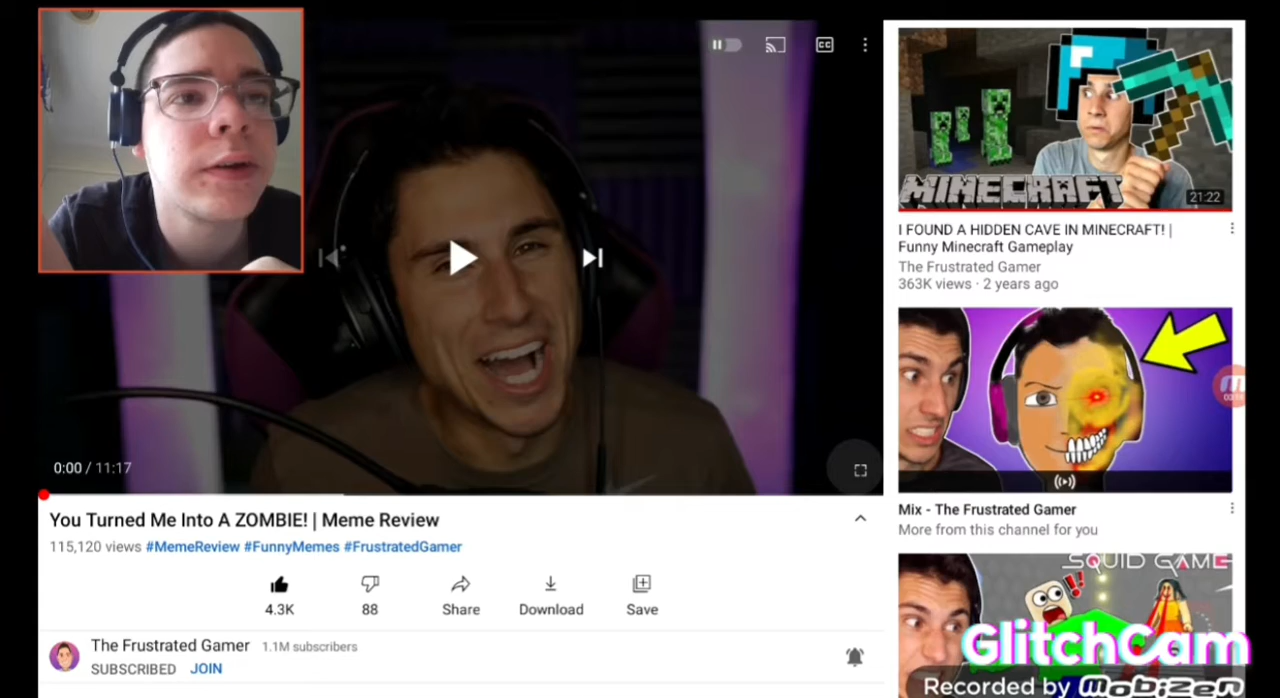 CC
MINECRAFT
21:22
I FOUND A HIDDEN CAVE IN MINECRAFT! |
Funny Minecraft Gameplay
The Frustrated Gamer
363K views · 2 years ago
0:00 / 11:17
You Turned Me Into A ZOMBIE! | Meme Review
115,120 views #MemeReview #FunnyMemes #FrustratedGamer
4.3K
88
Share
Download
Save
The Frustrated Gamer 1.1M subscribers
SUBSCRIBED JOIN
Mix - The Frustrated Gamer
More from this channel for you
SQUID GAME
GlitchCam
Recorded by Mobizen